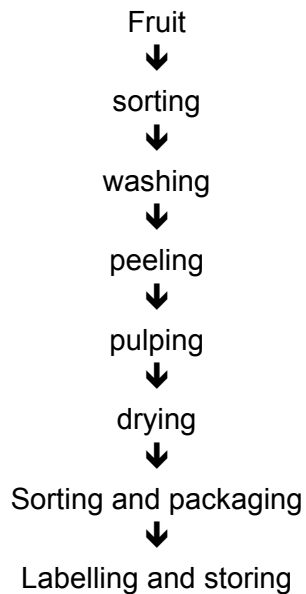 Fruit
sorting
washing
peeling
pulping
drying
Sorting and packaging
Labelling and storing